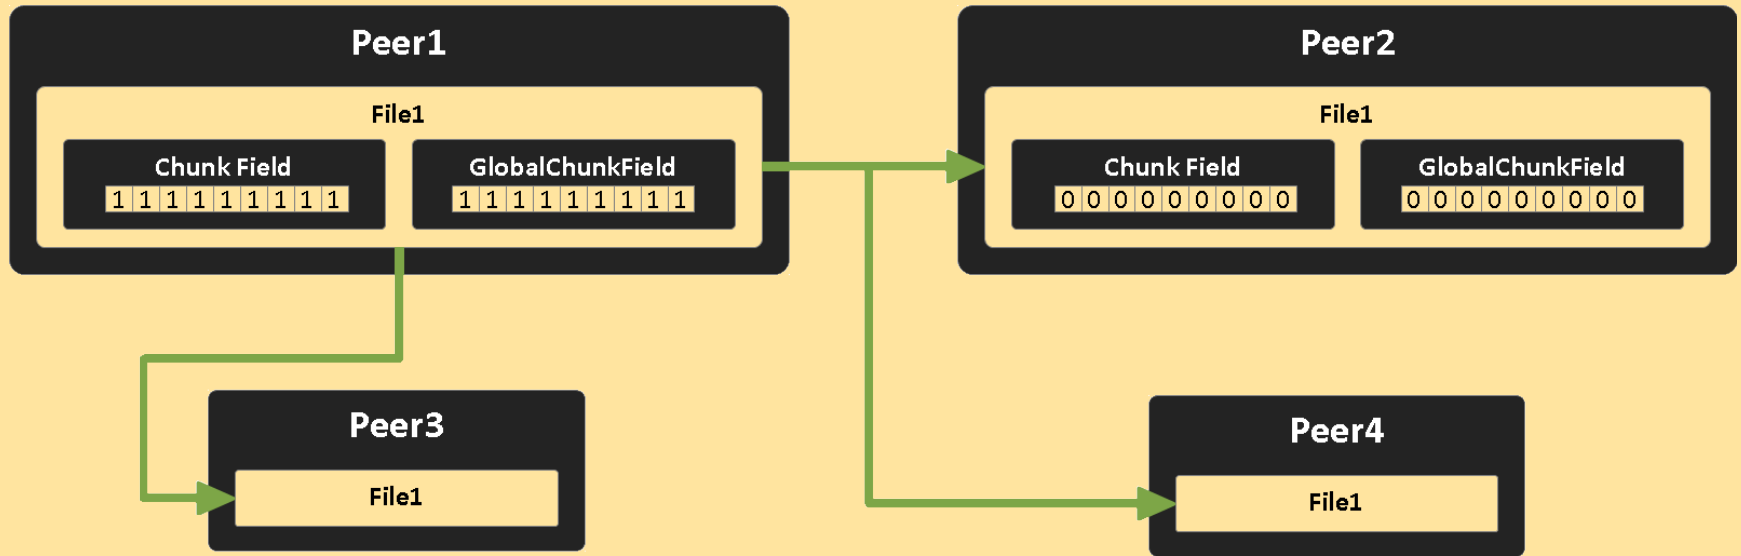 Peer1
File1
Chunk Field
1 1 1 1 1 1 1 1 1
GlobalChunkField
1 1 1 1 1 1 1 1 1
Peer2
File1
Chunk Field
0 0 0 0 0 0 0 0 0
GlobalChunkField
0 0 0 0 0 0 0 0 0
Peer3
File1
Peer4
File1